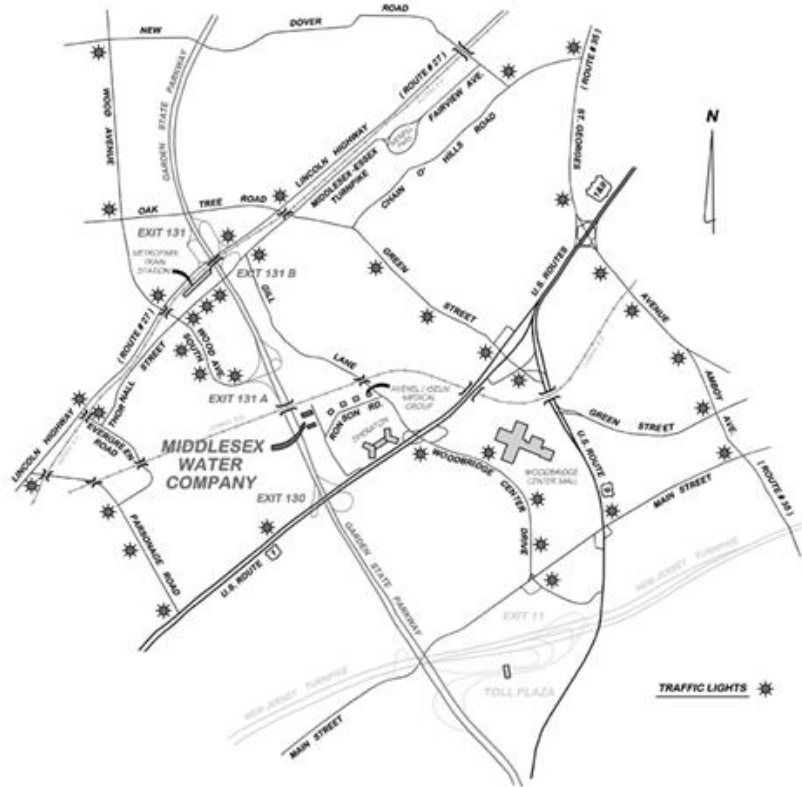 NEW DOVER ROAD
( ROUTE # 27 )
( ROUTE # 35 )
WOOD AVENUE
GARDEN STATE PARKWAY
LINCOLN HIGHWAY
FAIRVIEW AVE.
MIDDLESEX - ESSEX
TURNPIKE
CHAIN O' HILLS ROAD
ST. GEORGES
N
1&9
OAK TREE ROAD
EXIT 131
METROPARK
TRAIN
STATION
EXIT 131 B
GREEN
STREET
U.S. ROUTES
AVENUE
GILL
LANE
( ROUTE # 27 )
SOUTH
WOOD AVE.
THORNALL STREET
EXIT 131 A
MEDICAL
GROUP
RONSON RD.
SHERATON
AMBOY
AVE.
GREEN STREET
LINCOLN HIGHWAY
EVERGREEN
ROAD
MIDDLESEX
WATER
COMPANY
WOODBRIDGE CENTER
DRIVE
WOODBRIDGE
CENTER MALL
U.S. ROUTE
9
MAIN STREET
( ROUTE # 35 )
EXIT 130
PARSONAGE ROAD
U.S. ROUTE 1
GARDEN STATE PARKWAY
NEW JERSEY TURNPIKE
EXIT 11
NEW JERSEY TURNPIKE
TOLL PLAZA
MAIN STREET
TRAFFIC LIGHTS